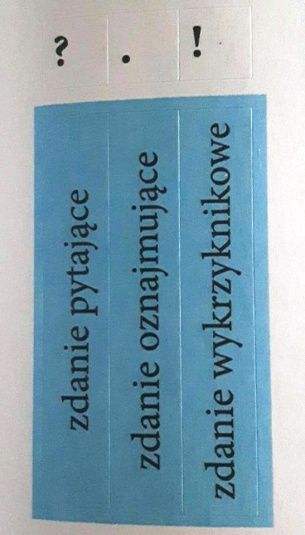 zdanie pytające ?
zdanie oznajmujące .
zdanie wykrzyknikowe !